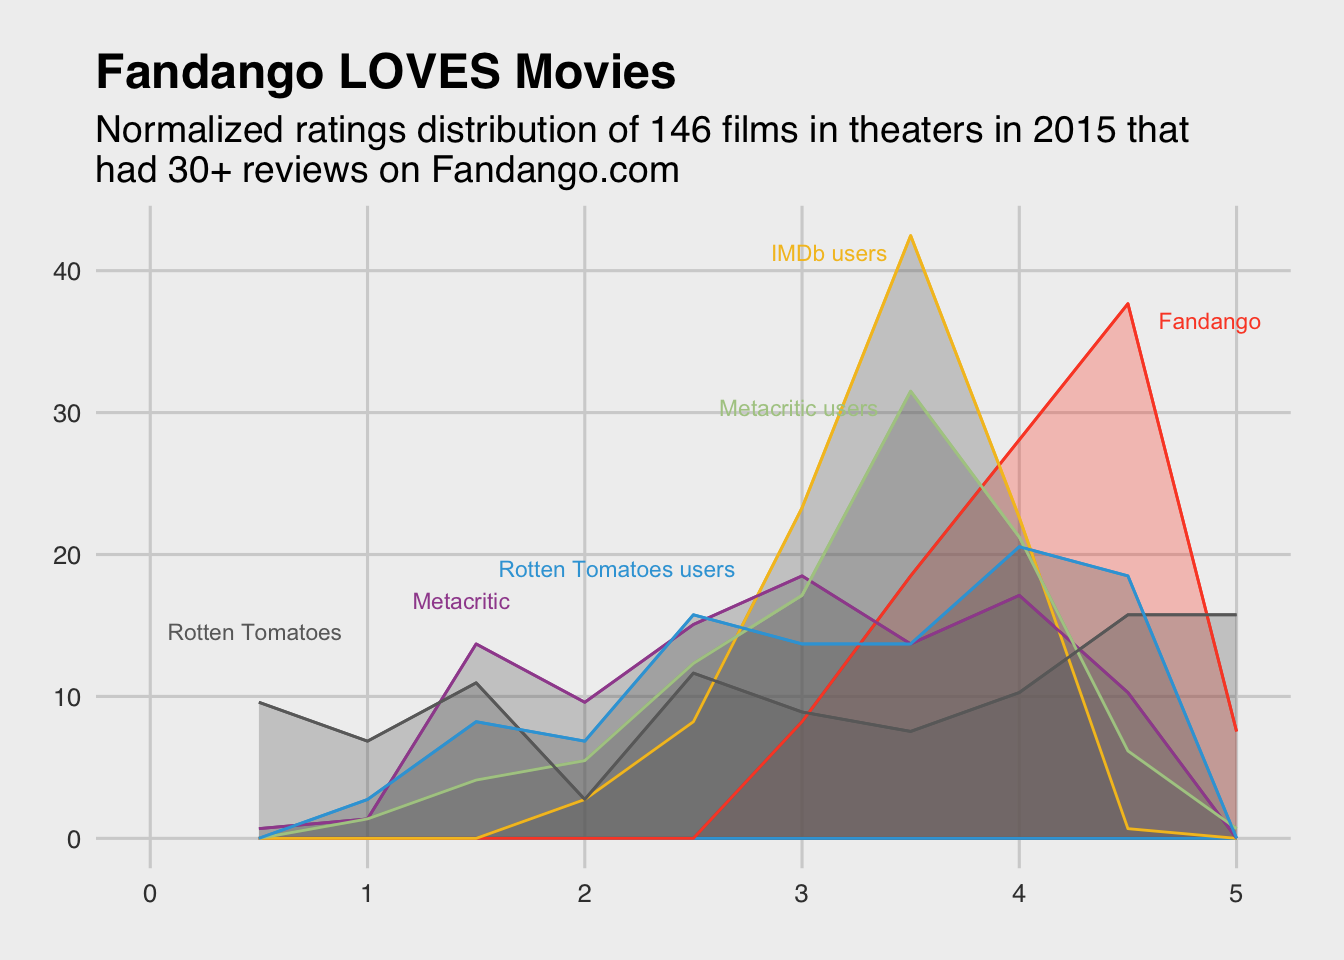 Fandango LOVES Movies
Normalized ratings distribution of 146 films in theaters in 2015 that
had 30+ reviews on Fandango.com
IMDb users
40
Fandango
Metacritic users
30
20
Rotten Tomatoes users
Metacritic
Rotten Tomatoes
10
0
0 1 2 3 4 5